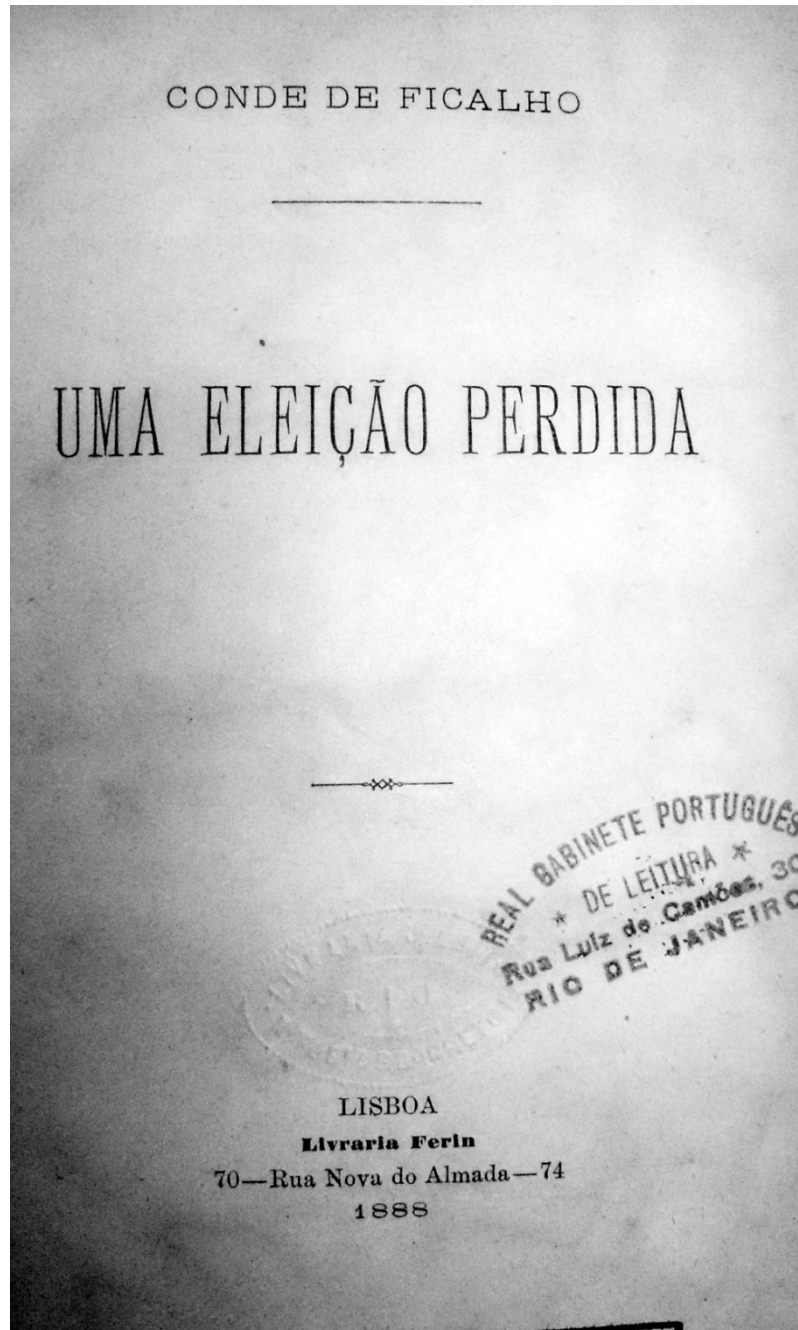 CONDE DE FICALHO
UMA ELEIÇÃO PERDIDA
REAL GABINETE PORTUGUÊS
* DE LEITURA *
Rua Luiz de Camões, 30
RIO DE JANEIRO
RIO
LISBOA
Livraria Ferin
70—Rua Nova do Almada—74
1888